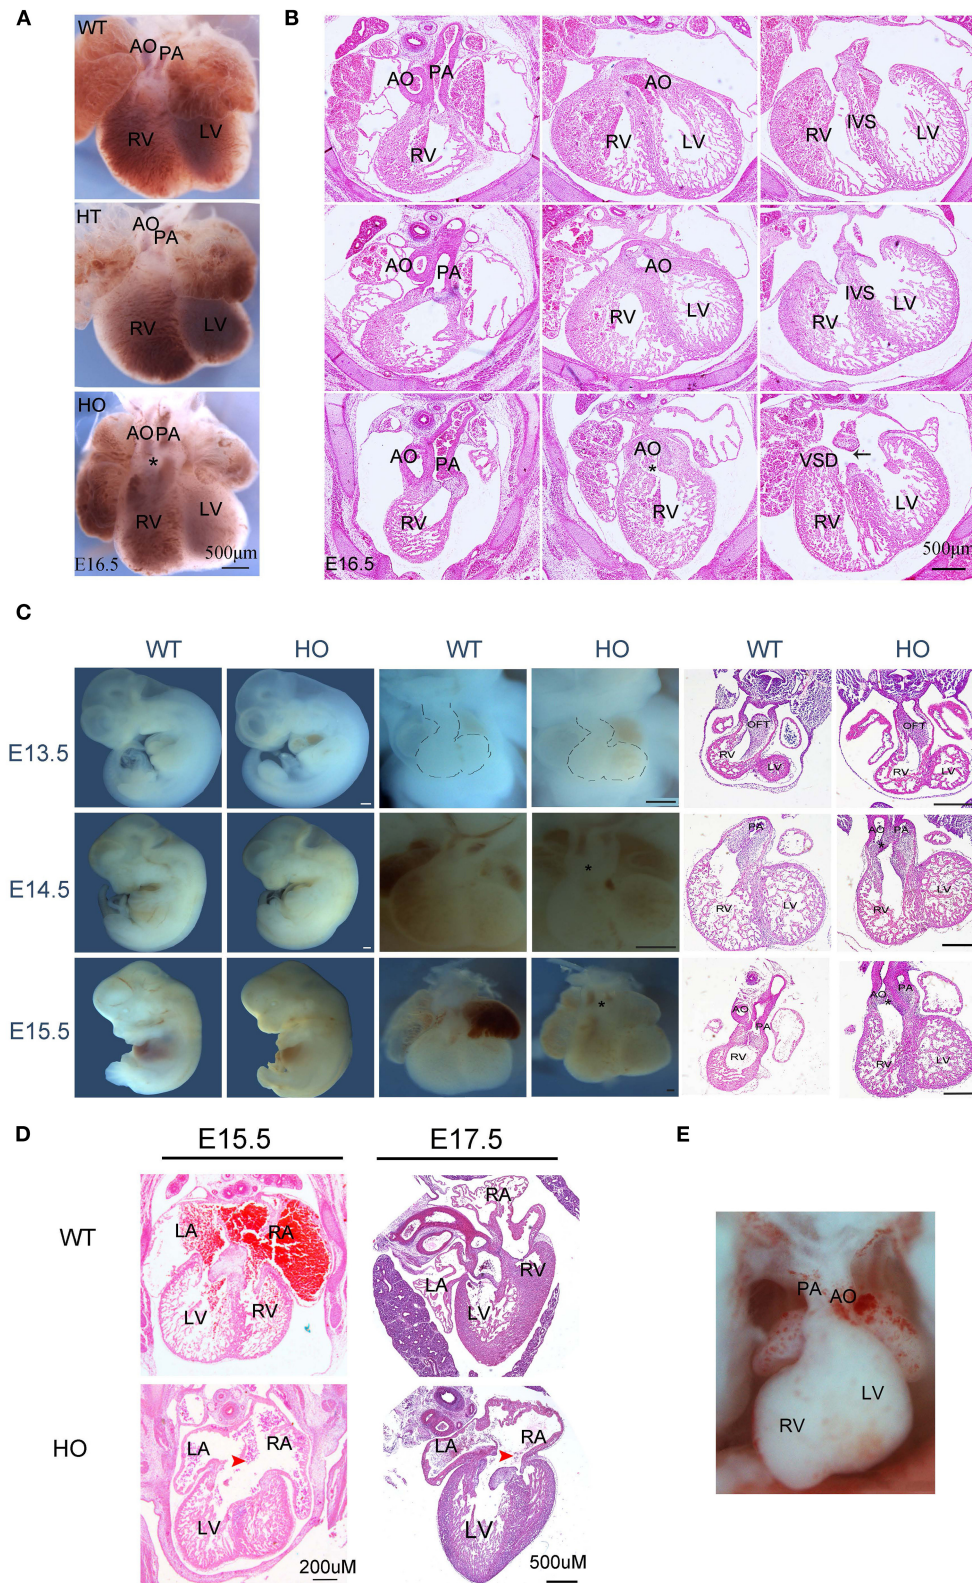 A
WT
AO PA
RV LV
HT
AO PA
RV LV
HO
AO PA
*
RV LV
500μm
E16.5
B
AO PA RV
AO RV LV
RV IVS LV
AO PA
AO RV LV
IVS RV LV
AO PA RV
E16.5
AO * RV
VSD RV LV
500μm
C
WT HO WT HO WT HO
E13.5
OFT RV LV
OFT RV LV
E14.5
*
PA RV LV
AO PA * RV LV
E15.5
*
AO PA RV
AO PA * RV LV
D
E15.5 E17.5
WT
LA RA
LV RV
RA
LA RV
LV
HO
LA RA
LV
200uM
LA RA
LV
500uM
E
PA AO
LV
RV